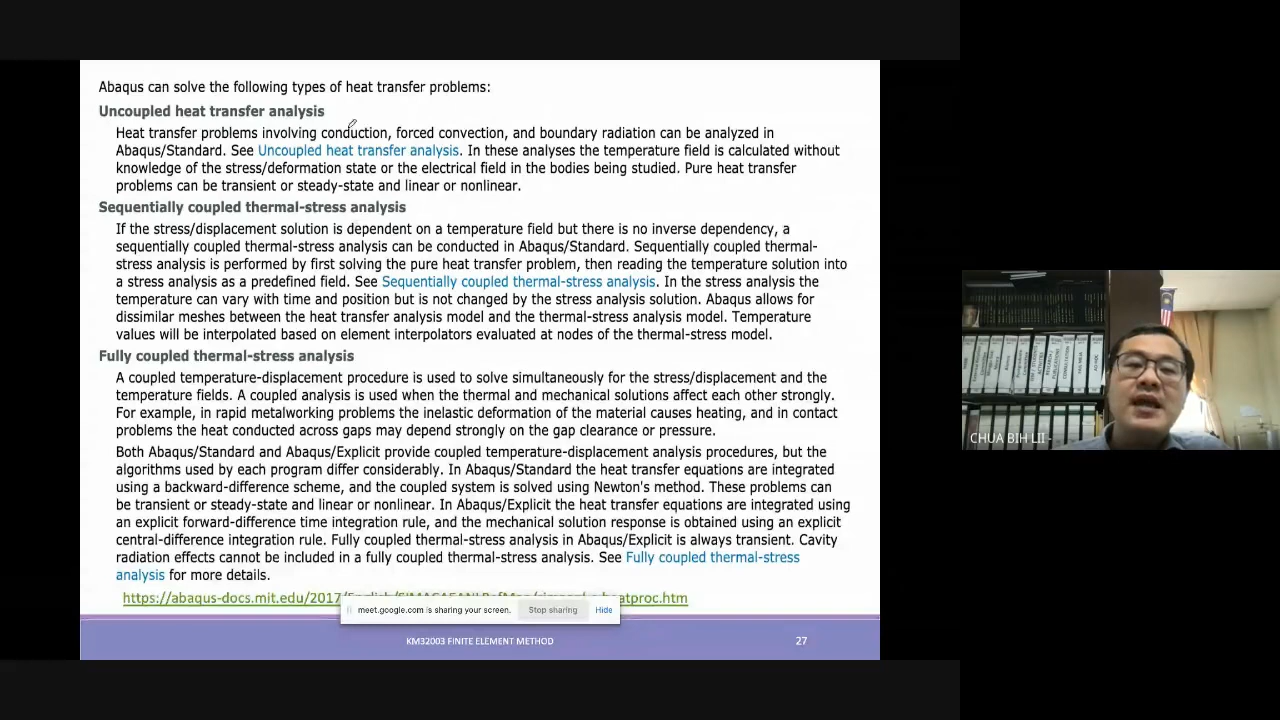 Abaqus can solve the following types of heat transfer problems:
Uncoupled heat transfer analysis
Heat transfer problems involving conduction, forced convection, and boundary radiation can be analyzed in
Abaqus/Standard. See Uncoupled heat transfer analysis. In these analyses the temperature field is calculated without
knowledge of the stress/deformation state or the electrical field in the bodies being studied. Pure heat transfer
problems can be transient or steady-state and linear or nonlinear.
Sequentially coupled thermal-stress analysis
If the stress/displacement solution is dependent on a temperature field but there is no inverse dependency, a
sequentially coupled thermal-stress analysis can be conducted in Abaqus/Standard. Sequentially coupled thermal-
stress analysis is performed by first solving the pure heat transfer problem, then reading the temperature solution into
a stress analysis as a predefined field. See Sequentially coupled thermal-stress analysis. In the stress analysis the
temperature can vary with time and position but is not changed by the stress analysis solution. Abaqus allows for
dissimilar meshes between the heat transfer analysis model and the thermal-stress analysis model. Temperature
values will be interpolated based on element interpolators evaluated at nodes of the thermal-stress model.
Fully coupled thermal-stress analysis
A coupled temperature-displacement procedure is used to solve simultaneously for the stress/displacement and the
temperature fields. A coupled analysis is used when the thermal and mechanical solutions affect each other strongly.
For example, in rapid metalworking problems the inelastic deformation of the material causes heating, and in contact
problems the heat conducted across gaps may depend strongly on the gap clearance or pressure.
Both Abaqus/Standard and Abaqus/Explicit provide coupled temperature-displacement analysis procedures, but the
algorithms used by each program differ considerably. In Abaqus/Standard the heat transfer equations are integrated
using a backward-difference scheme, and the coupled system is solved using Newton's method. These problems can
be transient or steady-state and linear or nonlinear. In Abaqus/Explicit the heat transfer equations are integrated using
an explicit forward-difference time integration rule, and the mechanical solution response is obtained using an explicit
central-difference integration rule. Fully coupled thermal-stress analysis in Abaqus/Explicit is always transient. Cavity
radiation effects cannot be included in a fully coupled thermal-stress analysis. See Fully coupled thermal-stress
analysis for more details.
https://abaqus-docs.mit.edu/2017/
meet.google.com is sharing your screen. Stop sharing Hide
KM32003 FINITE ELEMENT METHOD 27
CHUA BIH LII -